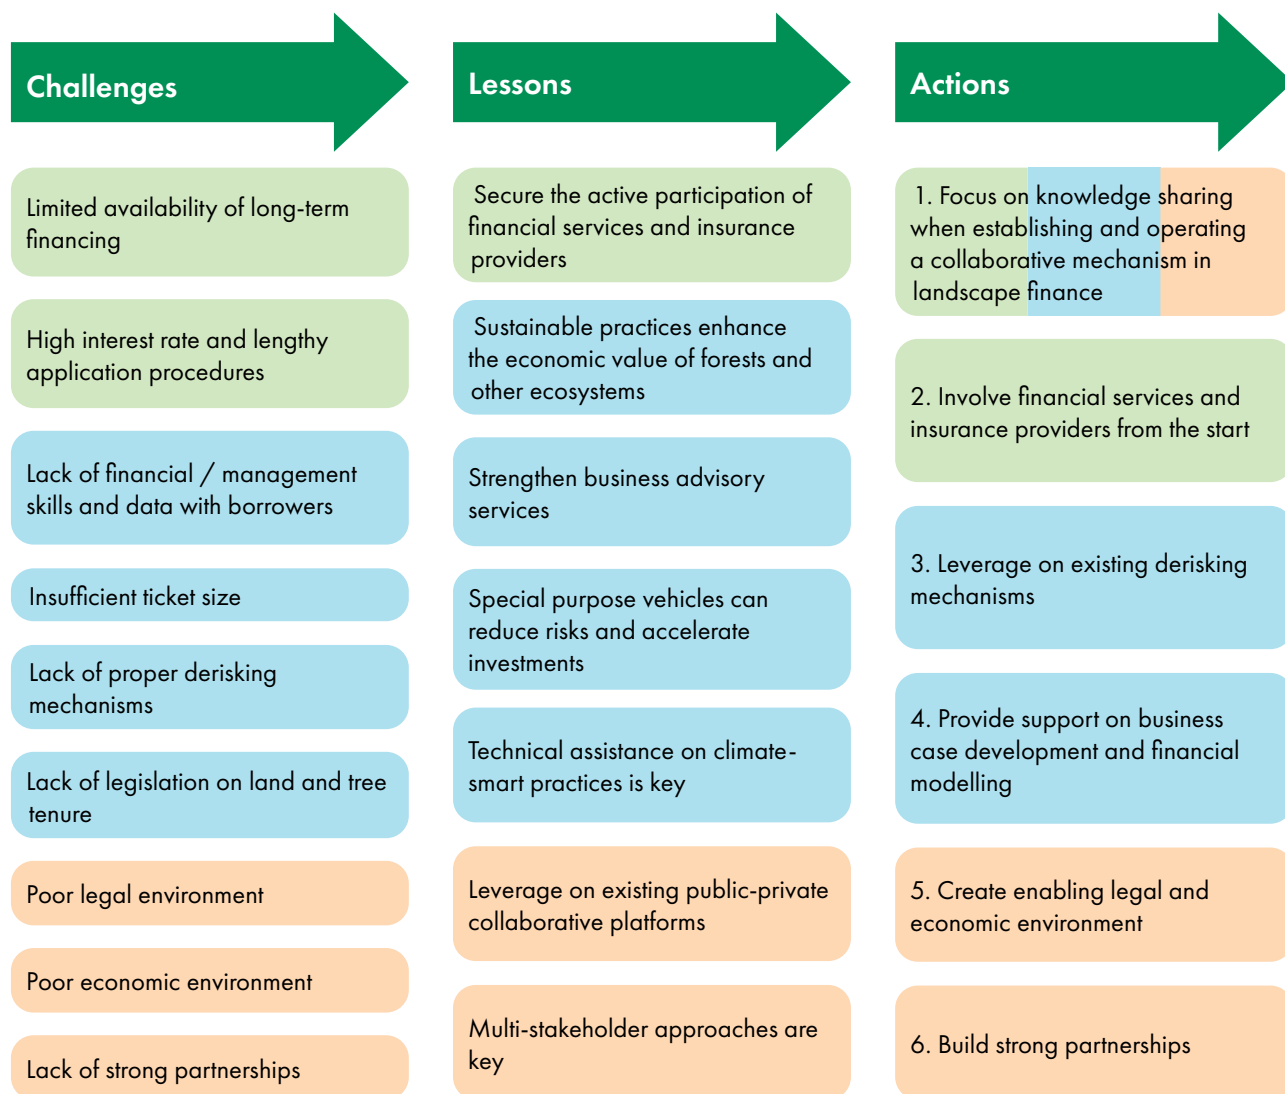 Challenges
Limited availability of long-term
financing
High interest rate and lengthy
application procedures
Lack of financial / management
skills and data with borrowers
Insufficient ticket size
Lack of proper derisking
mechanisms
Lack of legislation on land and tree
tenure
Poor legal environment
Poor economic environment
Lack of strong partnerships
Lessons
Secure the active participation of
financial services and insurance
providers
Sustainable practices enhance
the economic value of forests and
other ecosystems
Strengthen business advisory
services
Special purpose vehicles can
reduce risks and accelerate
investments
Technical assistance on climate-
smart practices is key
Leverage on existing public-private
collaborative platforms
Multi-stakeholder approaches are
key
Actions
1. Focus on knowledge sharing
when establishing and operating
a collaborative mechanism in
landscape finance
2. Involve financial services and
insurance providers from the start
3. Leverage on existing derisking
mechanisms
4. Provide support on business
case development and financial
modelling
5. Create enabling legal and
economic environment
6. Build strong partnerships